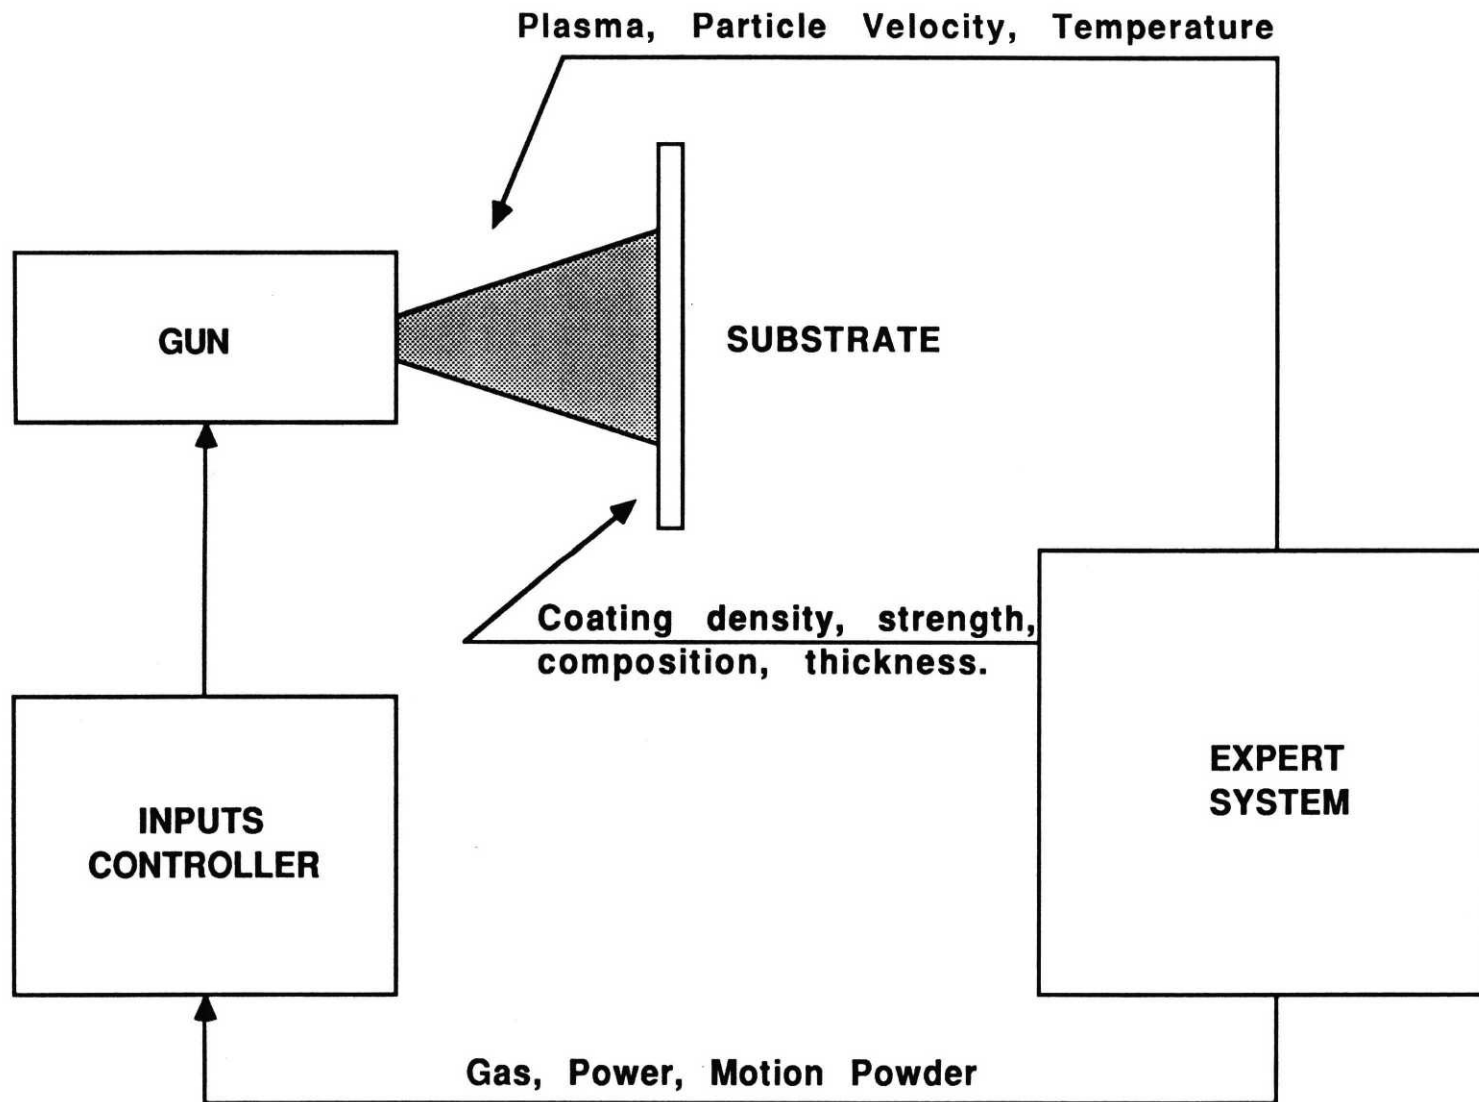 Plasma, Particle Velocity, Temperature
GUN
SUBSTRATE
Coating density, strength,
composition, thickness.
EXPERT
SYSTEM
INPUTS
CONTROLLER
Gas, Power, Motion Powder